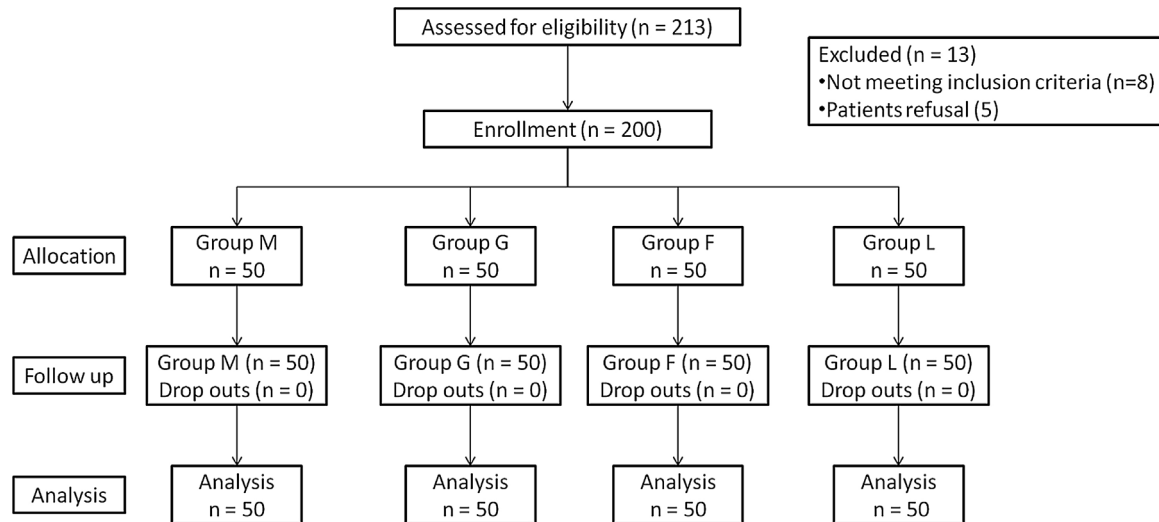 Assessed for eligibility (n = 213)
Excluded (n = 13)
•Not meeting inclusion criteria (n=8)
•Patients refusal (5)
Enrollment (n = 200)
Allocation
Group M
n = 50
Group G
n = 50
Group F
n = 50
Group L
n = 50
Follow up
Group M (n = 50)
Drop outs (n = 0)
Group G (n = 50)
Drop outs (n = 0)
Group F (n = 50)
Drop outs (n = 0)
Group L (n = 50)
Drop outs (n = 0)
Analysis
Analysis
n = 50
Analysis
n = 50
Analysis
n = 50
Analysis
n = 50